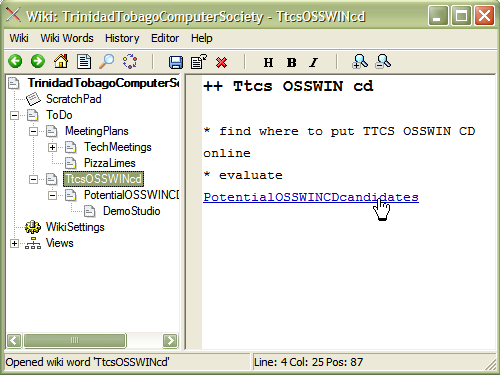 Wiki: TrinidadTobagoComputerSociety - TtcsOSSWINcd
Wiki Wiki Words History Editor Help
H B I
TrinidadTobagoComputerSo
ScratchPad
ToDo
MeetingPlans
TechMeetings
PizzaLimes
TtcsOSSWINcd
PotentialOSSWINCD
DemoStudio
WikiSettings
Views
++ Ttcs OSSWIN cd
* find where to put TTCS OSSWIN CD
online
* evaluate
PotentialOSSWINCDcandidates
Opened wiki word 'TtcsOSSWINcd'
Line: 4 Col: 25 Pos: 87